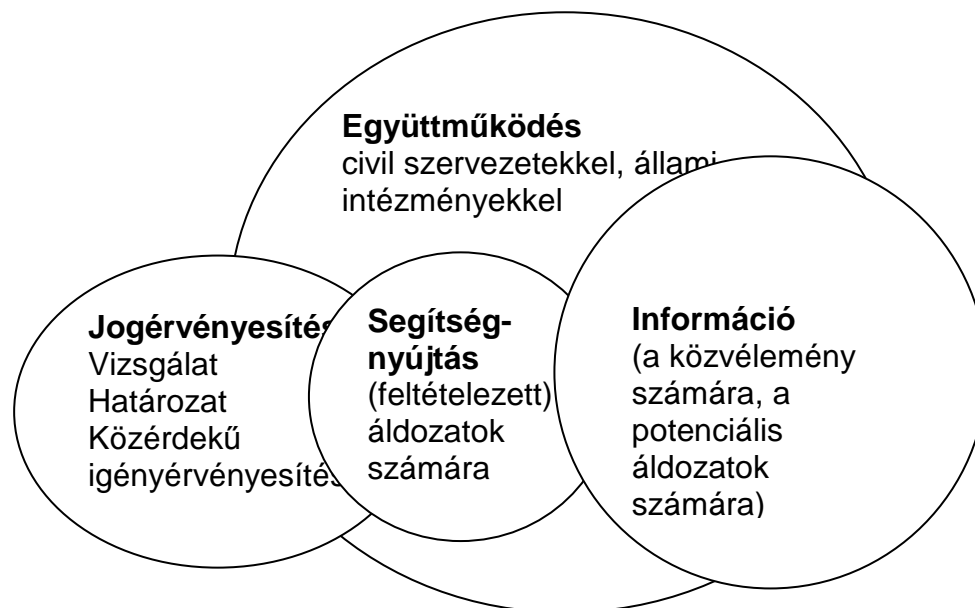 Együttműködés
civil szervezetekkel, állami
intézményekkel
Jogérvényesítés
Vizsgálat
Határozat
Közérdekű
igényérvényesítés
Segítség-
nyújtás
(feltételezett)
áldozatok
számára
Információ
(a közvélemény
számára, a
potenciális
áldozatok
számára)